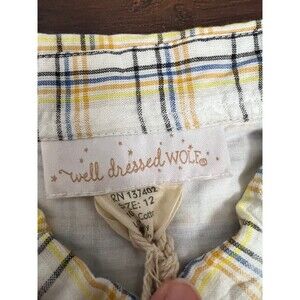 well dressed WOLF®
RN 137402
SIZE: 12